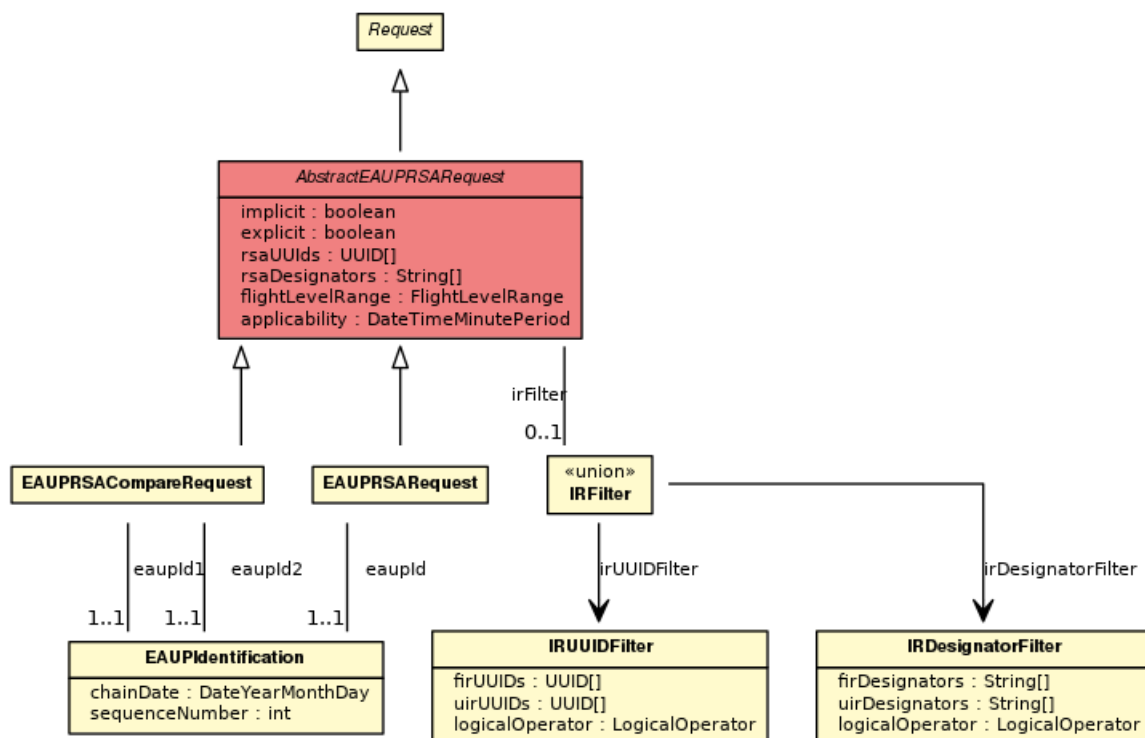 Request
AbstractEAUPRSARequest
implicit : boolean
explicit : boolean
rsaUUIds : UUID[]
rsaDesignators : String[]
flightLevelRange : FlightLevelRange
applicability : DateTimeMinutePeriod
irFilter
0..1
EAUPRSACompareRequest
EAUPRSARequest
«union»
IRFilter
eaupId1
eaupId2
eaupId
irUUIDFilter
irDesignatorFilter
1..1
1..1
1..1
EAUPIdentification
chainDate : DateYearMonthDay
sequenceNumber : int
IRUUIDFilter
firUUIDs : UUID[]
uirUUIDs : UUID[]
logicalOperator : LogicalOperator
IRDesignatorFilter
firDesignators : String[]
uirDesignators : String[]
logicalOperator : LogicalOperator